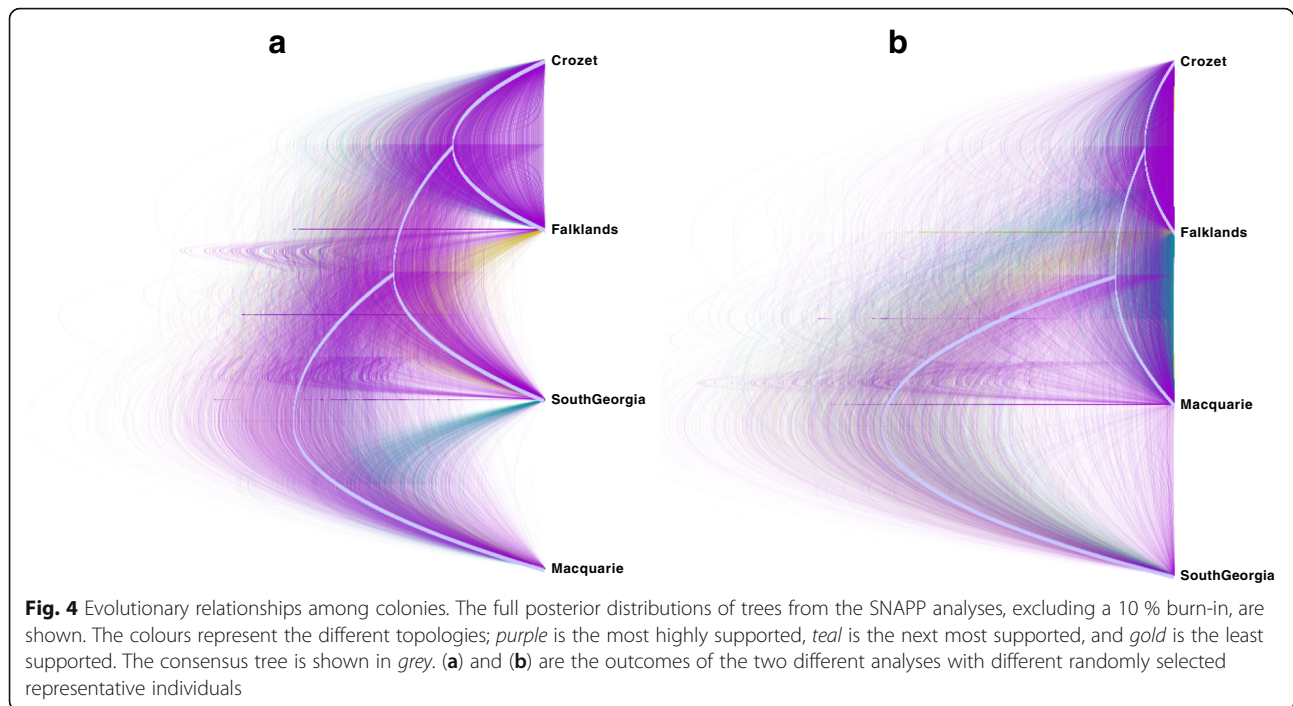 a
b
Crozet
Falklands
SouthGeorgia
Macquarie
Crozet
Falklands
Macquarie
SouthGeorgia
Fig. 4 Evolutionary relationships among colonies. The full posterior distributions of trees from the SNAPP analyses, excluding a 10 % burn-in, are
shown. The colours represent the different topologies; purple is the most highly supported, teal is the next most supported, and gold is the least
supported. The consensus tree is shown in grey. (a) and (b) are the outcomes of the two different analyses with different randomly selected
representative individuals